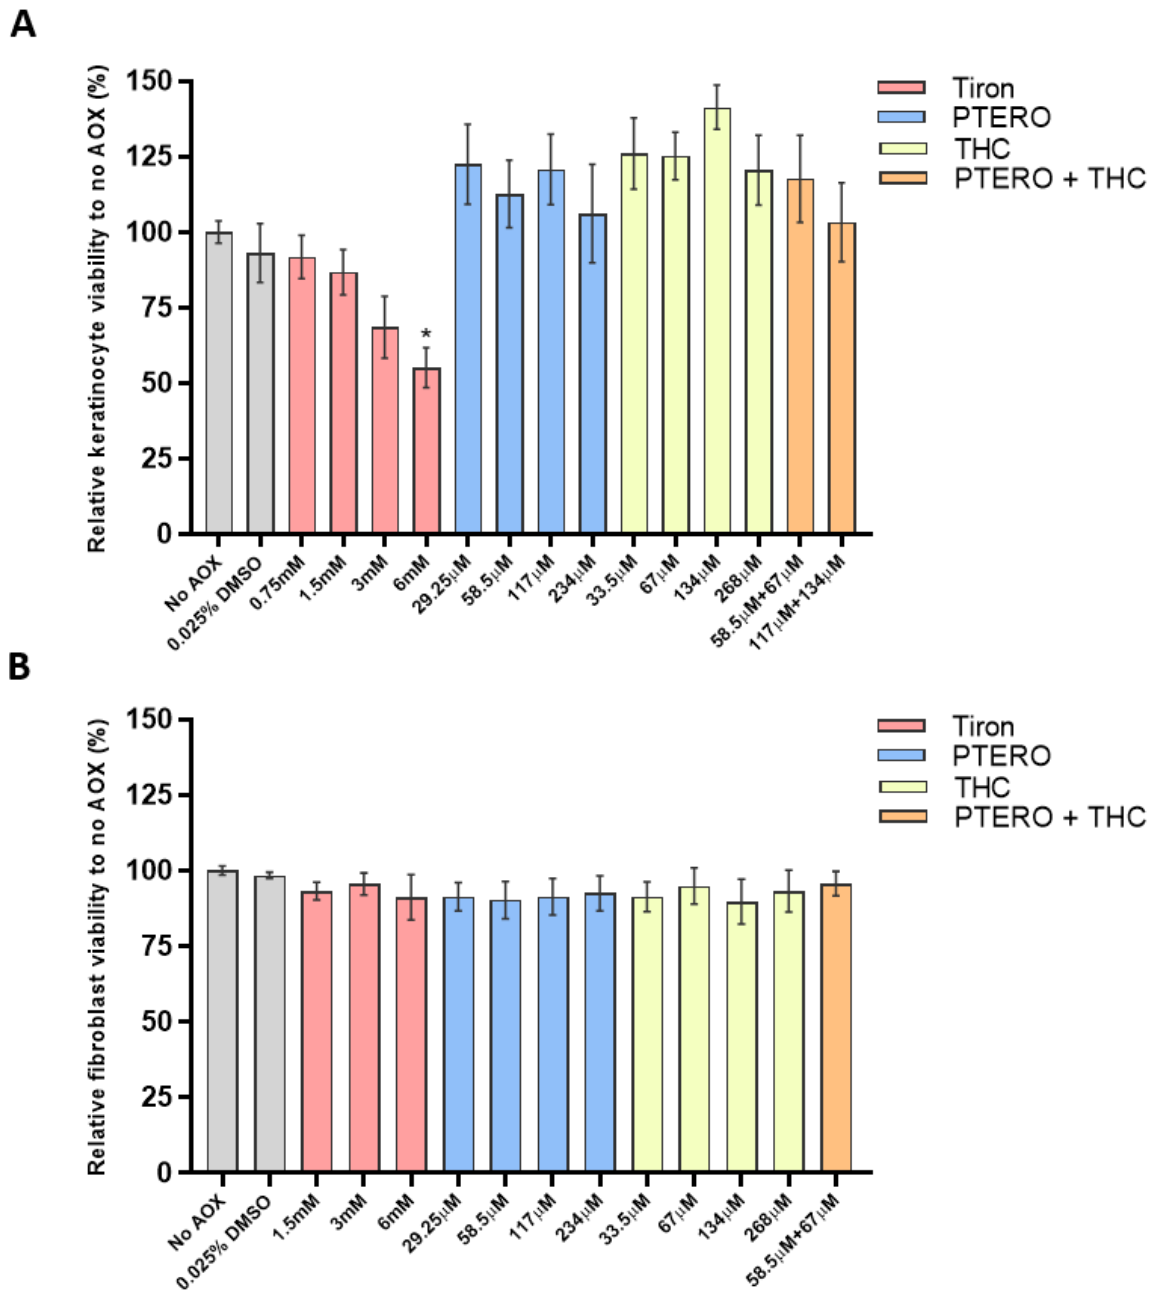 A
Relative keratinocyte viability to no AOX (%)
150
125
100
75
50
25
0
*
No AOX
0.025% DMSO
0.75mM
1.5mM
3mM
6mM
29.25µM
58.5µM
117µM
234µM
33.5µM
67µM
134µM
268µM
58.5µM+67µM
117µM+134µM
Tiron
PTERO
THC
PTERO + THC
B
Relative fibroblast viability to no AOX (%)
150
125
100
75
50
25
0
No AOX
0.025% DMSO
1.5mM
3mM
6mM
29.25µM
58.5µM
117µM
234µM
33.5µM
67µM
134µM
268µM
58.5µM+67µM
Tiron
PTERO
THC
PTERO + THC